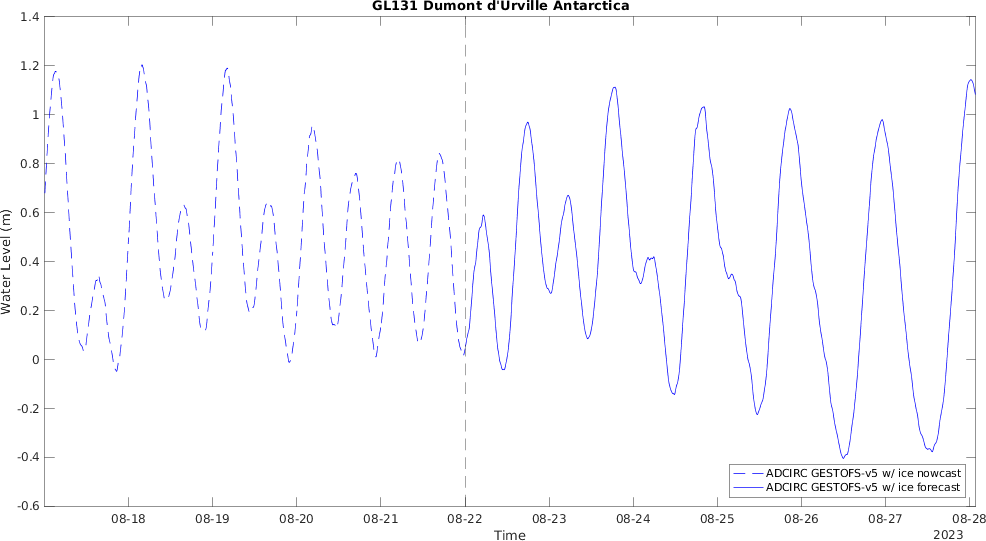 GL131 Dumont d'Urville Antarctica
1.4
1.2
1
0.8
0.6
0.4
0.2
0
-0.2
-0.4
-0.6
Water Level (m)
ADCIRC GESTOFS-v5 w/ ice nowcast
ADCIRC GESTOFS-v5 w/ ice forecast
08-18 08-19 08-20 08-21 08-22 08-23 08-24 08-25 08-26 08-27 08-28
Time
2023